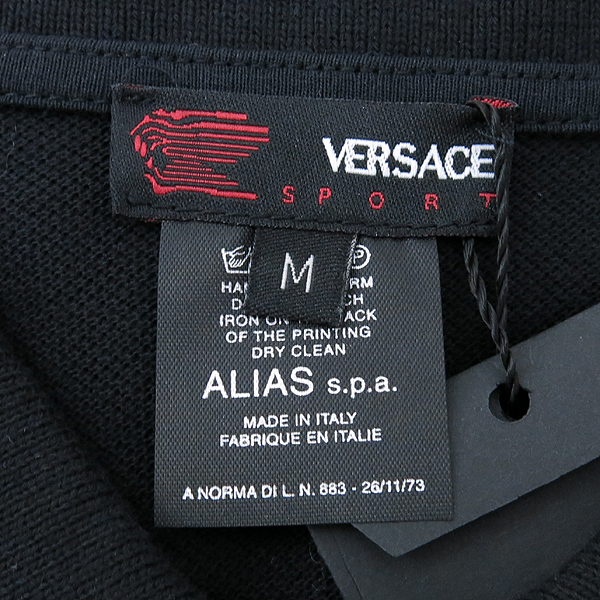 VERSACE
SPORT
M
IRON ON
OF THE PRINTING
DRY CLEAN
ALIAS s.p.a.
MADE IN ITALY
FABRIQUE EN ITALIE
A NORMA DI L. N. 883 - 26/11/73